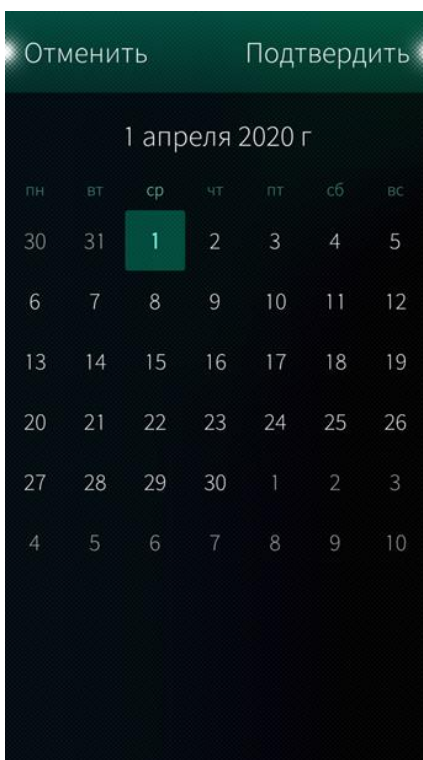 Отменить Подтвердить
1 апреля 2020 г
пн вт ср чт пт сб вс
30 31 1 2 3 4 5
6 7 8 9 10 11 12
13 14 15 16 17 18 19
20 21 22 23 24 25 26
27 28 29 30 1 2 3
4 5 6 7 8 9 10